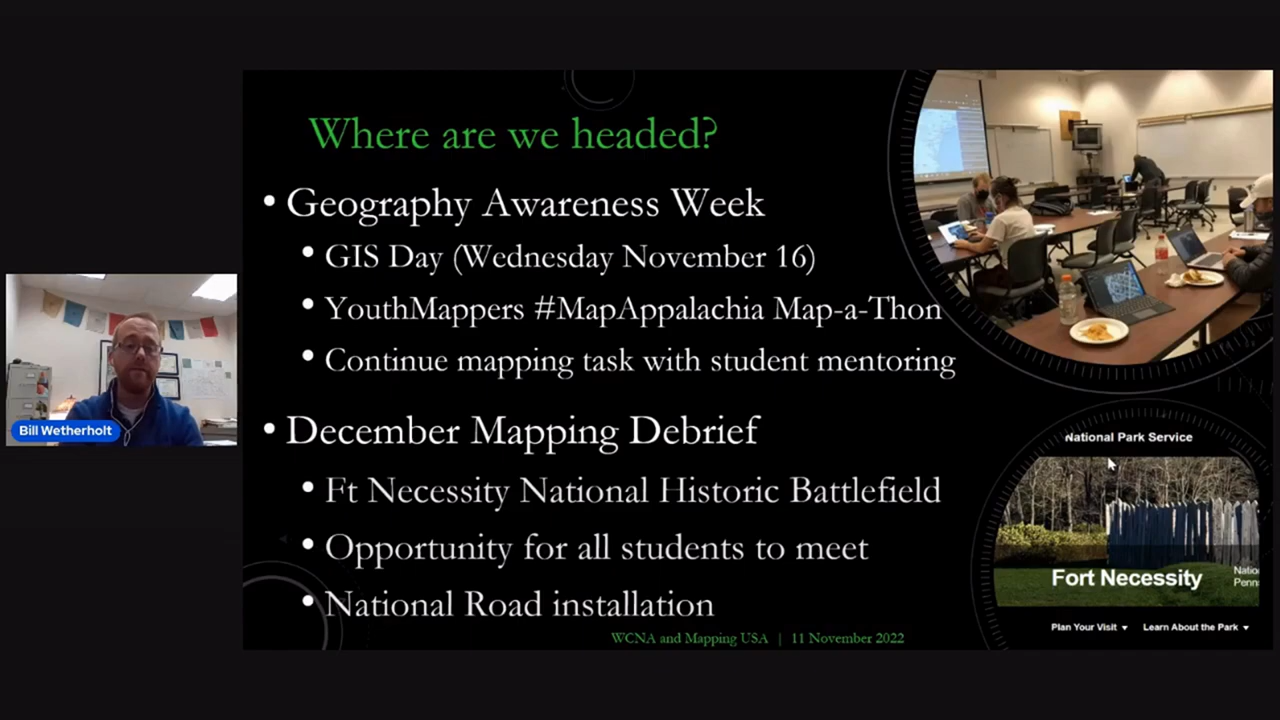 Where are we headed?
• Geography Awareness Week
• GIS Day (Wednesday November 16)
• YouthMappers #MapAppalachia Map-a-Thon
• Continue mapping task with student mentoring
• December Mapping Debrief
• Ft Necessity National Historic Battlefield
• Opportunity for all students to meet
• National Road installation
WCNA and Mapping USA | 11 November 2022
National Park Service
Fort Necessity
Natio
Penn
Plan Your Visit
Learn About the Park
Bill Wetherholt